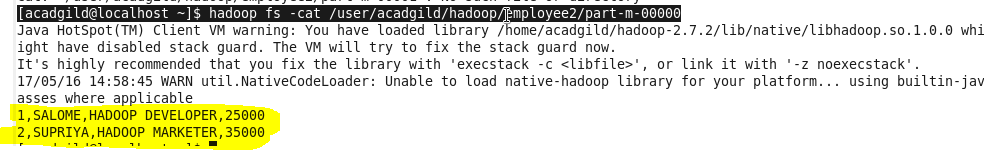 [acadgild@localhost ~]$ hadoop fs -cat /user/acadgild/hadoop/employee2/part-m-00000
Java HotSpot(TM) Client VM warning: You have loaded library /home/acadgild/hadoop-2.7.2/lib/native/libhadoop.so.1.0.0 whi
ight have disabled stack guard. The VM will try to fix the stack guard now.
It's highly recommended that you fix the library with 'execstack -c <libfile>', or link it with '-z noexecstack'.
17/05/16 14:58:45 WARN util.NativeCodeLoader: Unable to load native-hadoop library for your platform... using builtin-jav
asses where applicable
1,SALOME,HADOOP DEVELOPER,25000
2,SUPRIYA,HADOOP MARKETER,35000